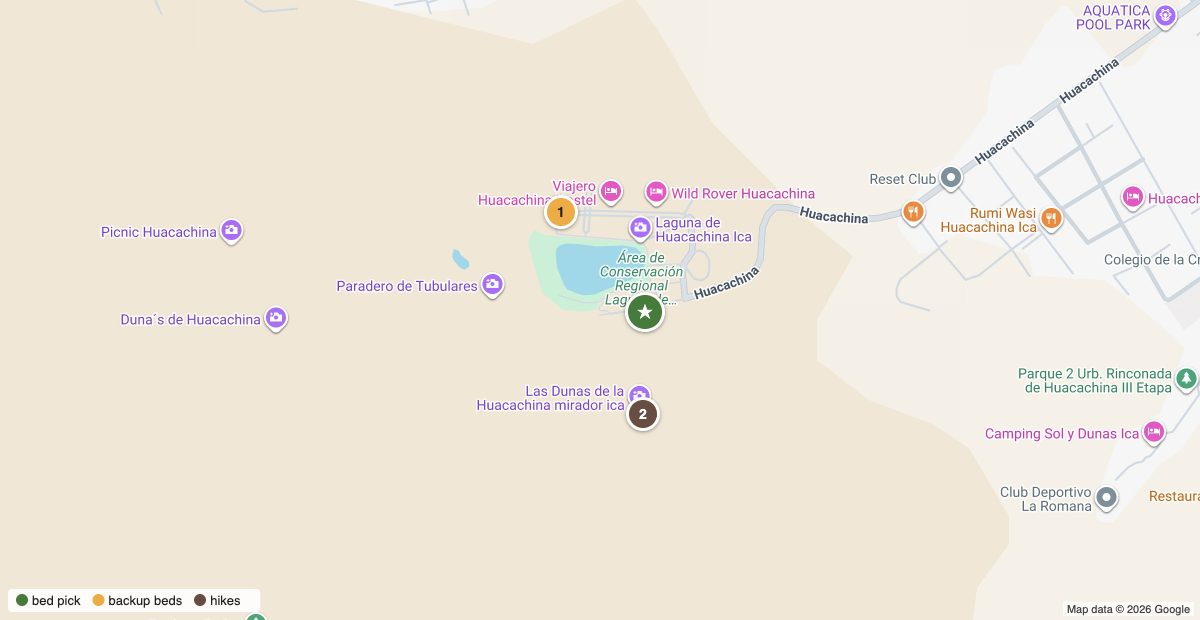 AQUATICA
POOL PARK
Huacachina
Huacachina
Reset Club
Viajero
Huacachina Hostel
Wild Rover Huacachina
Huacach
Huacachina
Rumi Wasi
Huacachina Ica
1
Laguna de
Huacachina Ica
Picnic Huacachina
Colegio de la Cr
Área de
Conservación
Regional
Huacachina
Paradero de Tubulares
★
Duna´s de Huacachina
Parque 2 Urb. Rinconada
de Huacachina III Etapa
Las Dunas de la
Huacachina mirador ica
2
Camping Sol y Dunas Ica
Club Deportivo
La Romana
Restaura
bed pick
backup beds
hikes
Map data © 2026 Google